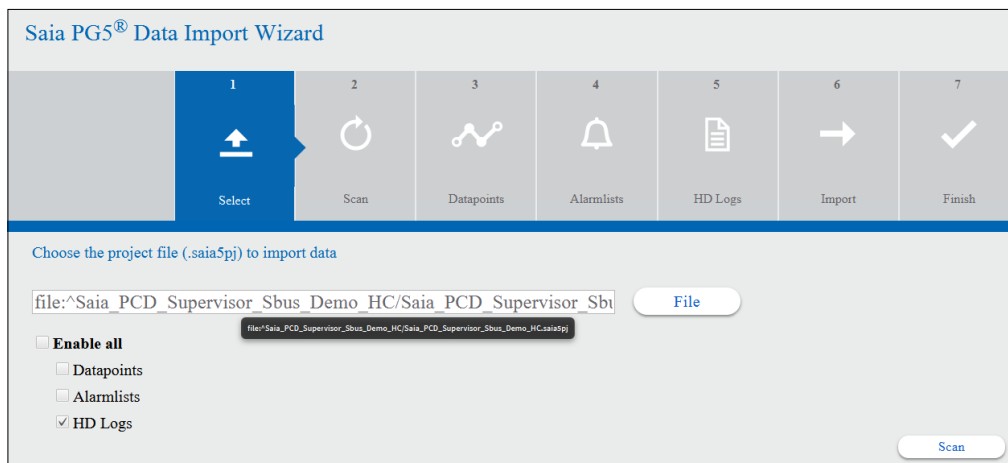 Saia PG5® Data Import Wizard
1 2 3 4 5 6 7
Select Scan Datapoints Alarmlists HD Logs Import Finish
Choose the project file (.saia5pj) to import data
file:^Saia_PCD_Supervisor_Sbus_Demo_HC/Saia_PCD_Supervisor_Sbu File
file:^Saia_PCD_Supervisor_Sbus_Demo_HC/Saia_PCD_Supervisor_Sbus_Demo_HC.saia5pj
Enable all
Datapoints
Alarmlists
HD Logs
Scan